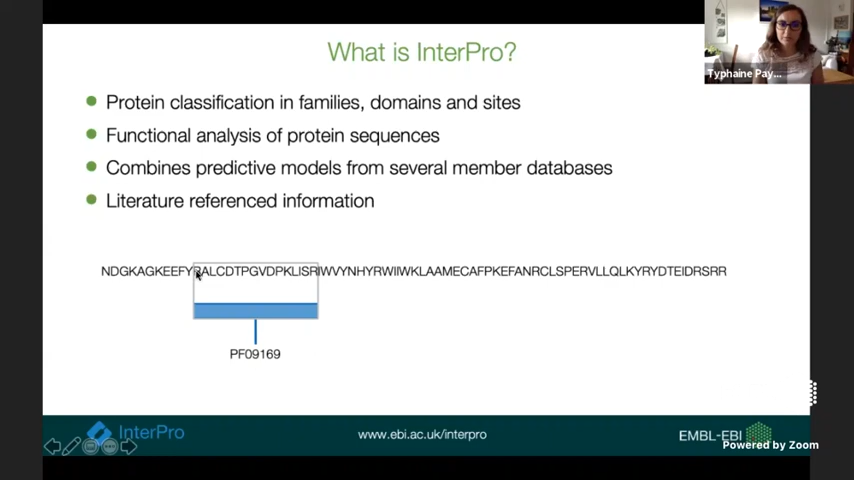 What is InterPro?
Typhaine Pay...
Protein classification in families, domains and sites
Functional analysis of protein sequences
Combines predictive models from several member databases
Literature referenced information
NDGKAGKEEFYRALCDTPGVDPKLISRIWVYNHYRWIIWKLAAMECAFPKEFANRCLSPERVLLQLKYRYDTEIDRSRR
PF09169
InterPro
www.ebi.ac.uk/interpro
EMBL-EBI
Powered by Zoom